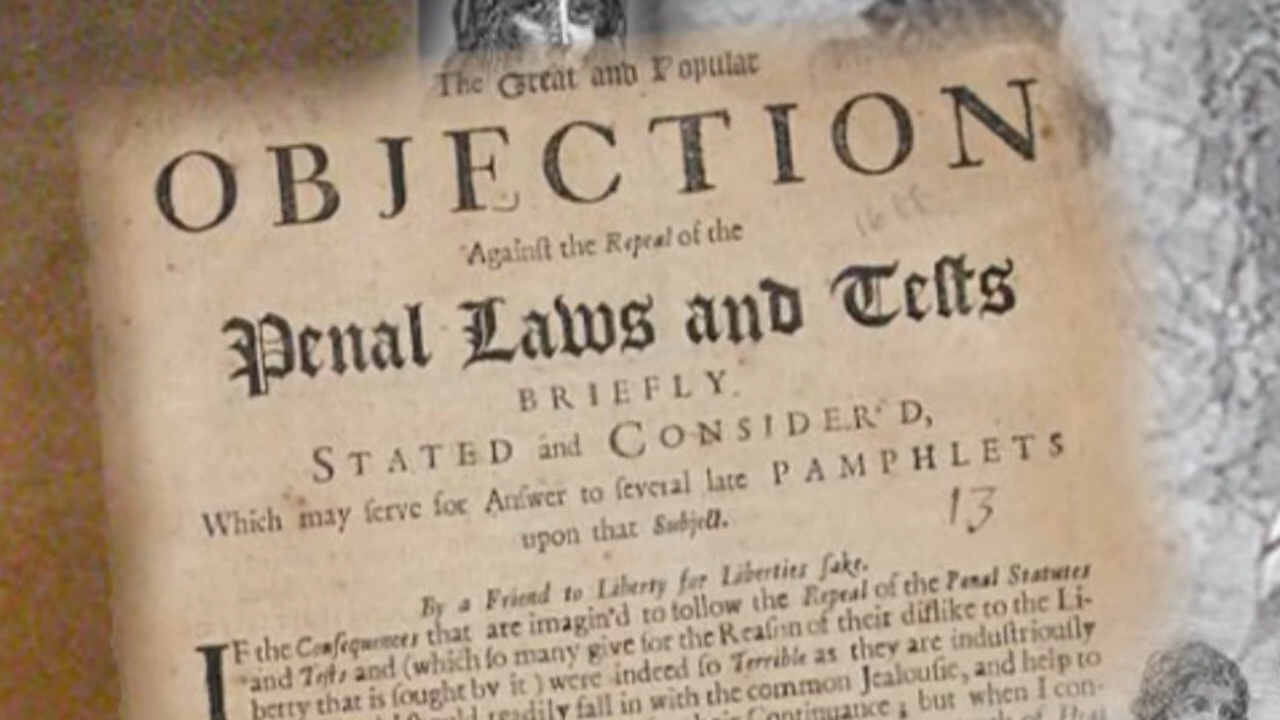 The Great and Popular
OBJECTION
Againſt the Repeal of the
Penal Laws and Teſts
BRIEFLY
STATED and CONSIDER'D,
Which may ſerve for Anſwer to ſeveral late PAMPHLETS
upon that Subject.
13
By a Friend to Liberty for Liberties ſake.
IF the Conſequences that are imagin'd to follow the Repeal of the Penal Statutes
and Teſts and (which ſo many give for the Reaſon of their diſlike to the Li-
berty that is ſought by it) were indeed ſo Terrible as they are induſtriouſly
readily fall in with the common Jealouſie, and help to
Continuance; but when I con-